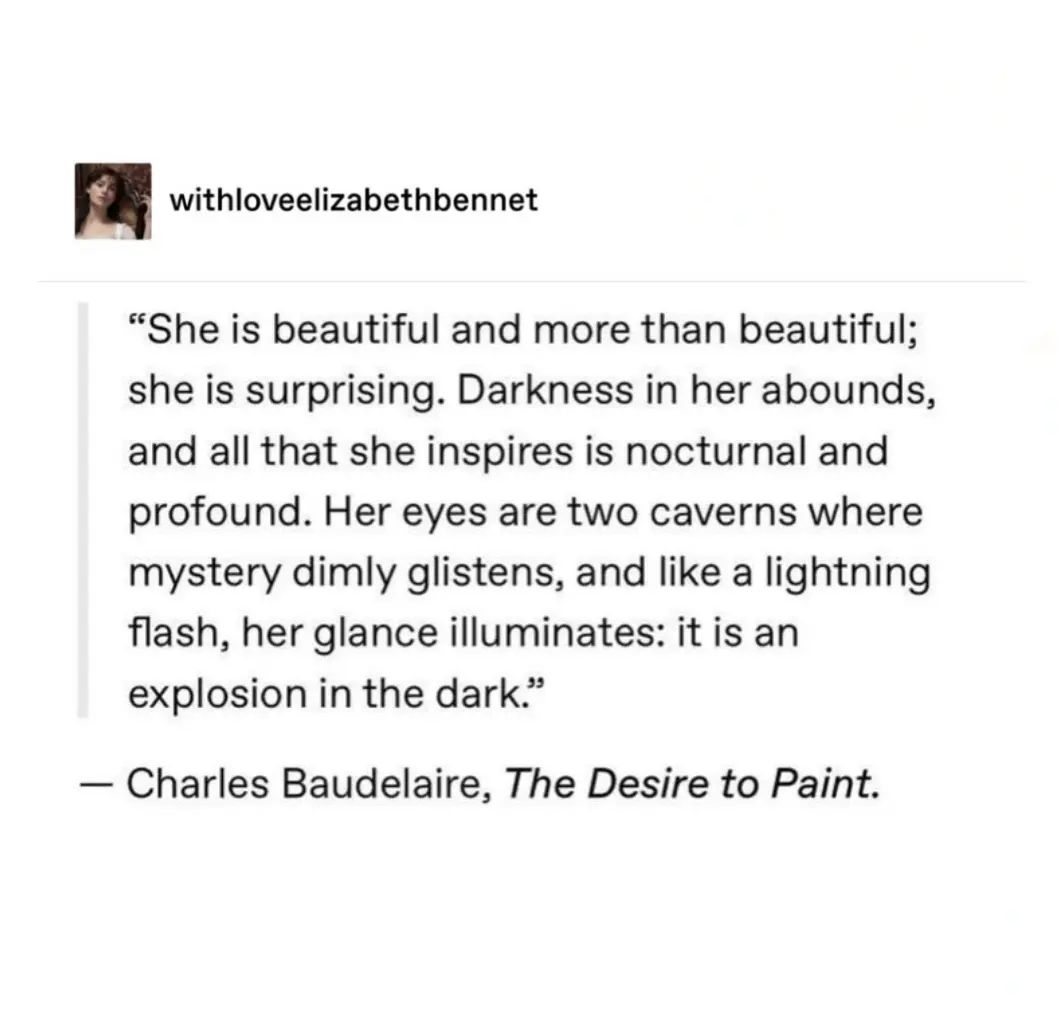 withloveelizabethbennet
“She is beautiful and more than beautiful;
she is surprising. Darkness in her abounds,
and all that she inspires is nocturnal and
profound. Her eyes are two caverns where
mystery dimly glistens, and like a lightning
flash, her glance illuminates: it is an
explosion in the dark.”
— Charles Baudelaire, The Desire to Paint.